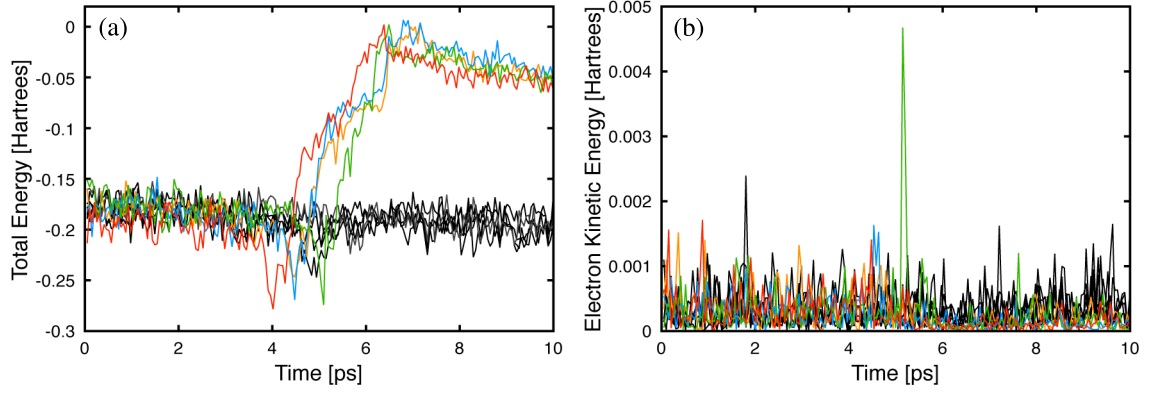 (a)
Total Energy [Hartrees]
0
-0.05
-0.1
-0.15
-0.2
-0.25
-0.3
0 2 4 6 8 10
Time [ps]
(b)
Electron Kinetic Energy [Hartrees]
0.005
0.004
0.003
0.002
0.001
0
0 2 4 6 8 10
Time [ps]